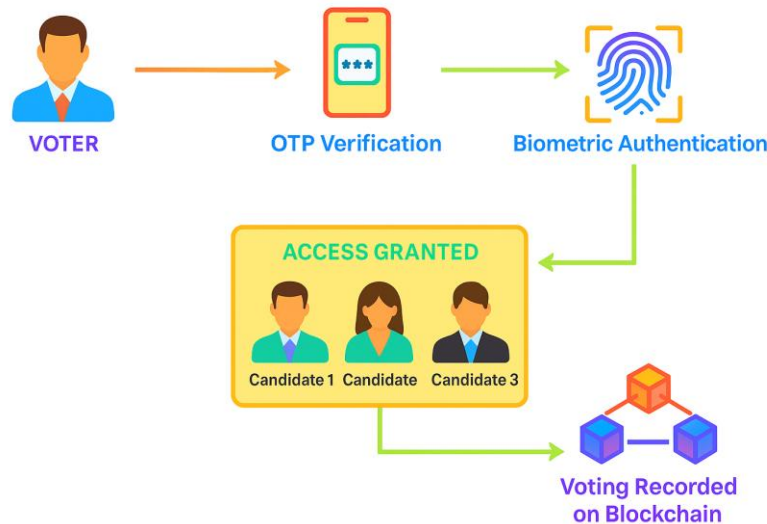 ***
VOTER
OTP Verification
Biometric Authentication
ACCESS GRANTED
Candidate 1 Candidate Candidate 3
Voting Recorded
on Blockchain